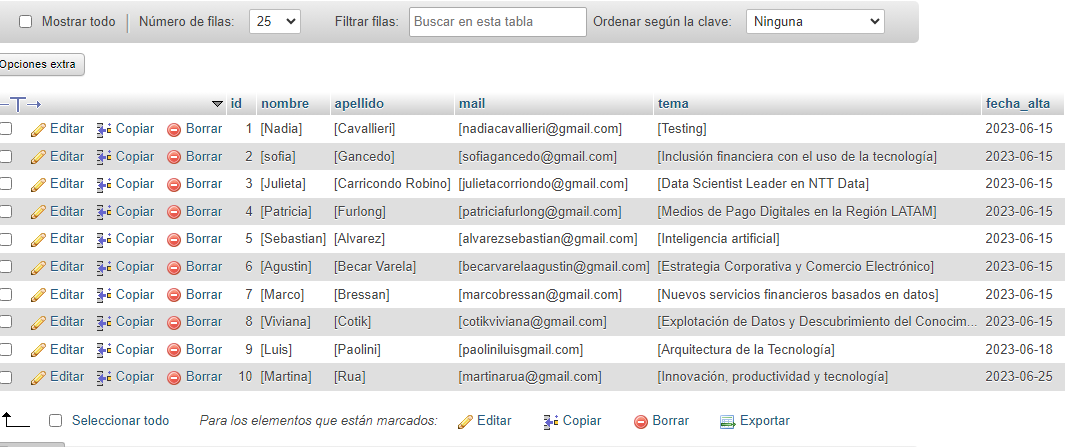 Mostrar todo Número de filas: 25 Filtrar filas: Buscar en esta tabla Ordenar según la clave: Ninguna
Opciones extra
id nombre apellido mail tema fecha_alta
Editar Copiar Borrar 1 [Nadia] [Cavallieri] [nadiacavallieri@gmail.com] [Testing] 2023-06-15
Editar Copiar Borrar 2 [sofia] [Gancedo] [sofiagancedo@gmail.com] [Inclusión financiera con el uso de la tecnología] 2023-06-15
Editar Copiar Borrar 3 [Julieta] [Carricondo Robino] [julietacorriondo@gmail.com] [Data Scientist Leader en NTT Data] 2023-06-15
Editar Copiar Borrar 4 [Patricia] [Furlong] [patriciafurlong@gmail.com] [Medios de Pago Digitales en la Región LATAM] 2023-06-15
Editar Copiar Borrar 5 [Sebastian] [Alvarez] [alvarezsebastian@gmail.com] [Inteligencia artificial] 2023-06-15
Editar Copiar Borrar 6 [Agustin] [Becar Varela] [becarvarelaagustin@gmail.com] [Estrategia Corporativa y Comercio Electrónico] 2023-06-15
Editar Copiar Borrar 7 [Marco] [Bressan] [marcobressan@gmail.com] [Nuevos servicios financieros basados en datos] 2023-06-15
Editar Copiar Borrar 8 [Viviana] [Cotik] [cotikviviana@gmail.com] [Explotación de Datos y Descubrimiento del Conocim... 2023-06-15
Editar Copiar Borrar 9 [Luis] [Paolini] [paoliniluisgmail.com] [Arquitectura de la Tecnología] 2023-06-18
Editar Copiar Borrar 10 [Martina] [Rua] [martinarua@gmail.com] [Innovación, productividad y tecnología] 2023-06-25
Seleccionar todo Para los elementos que están marcados: Editar Copiar Borrar Exportar